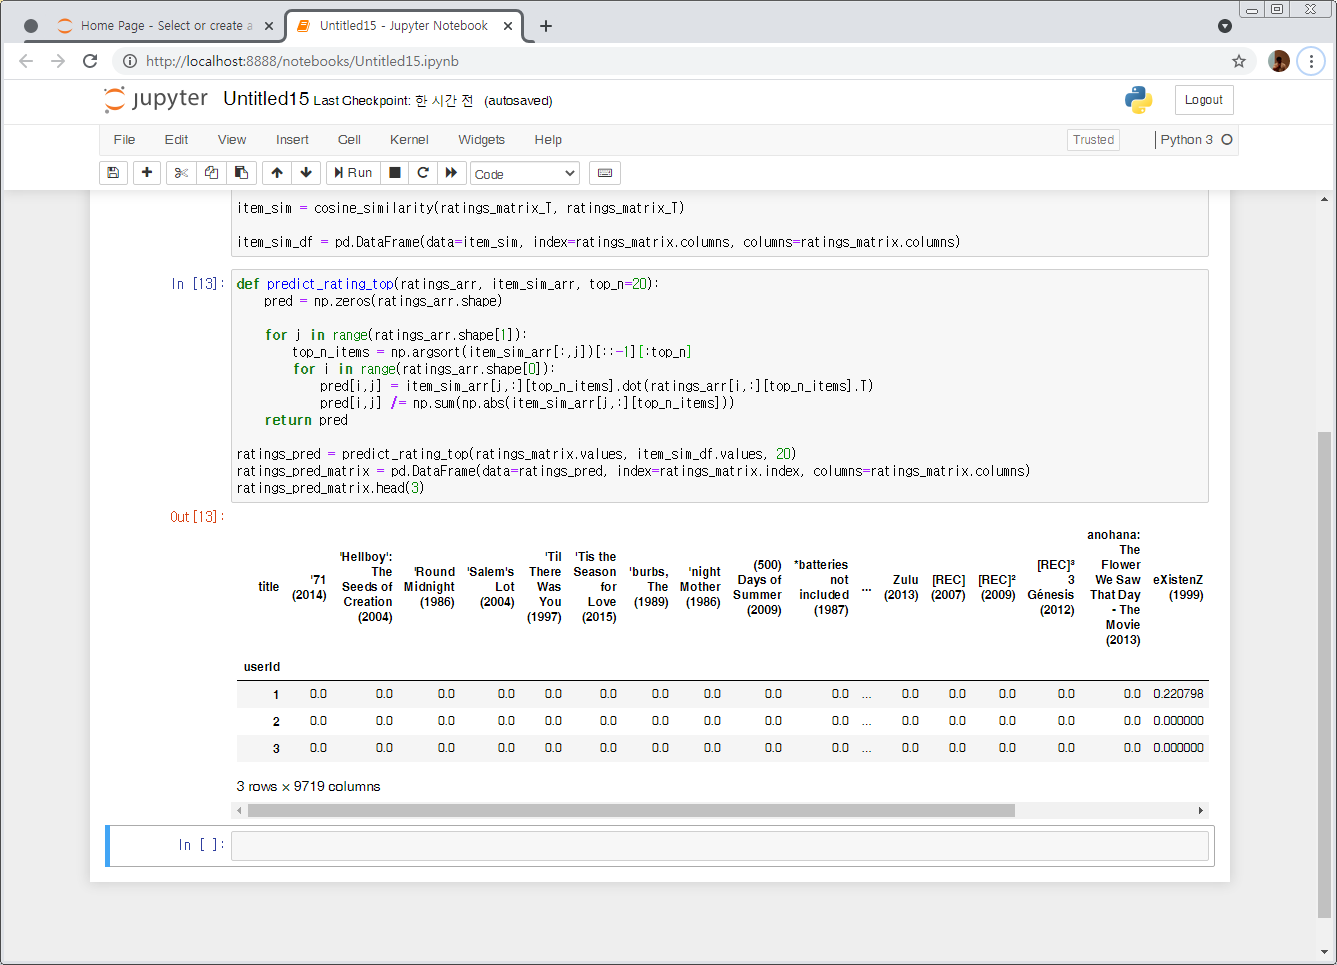 Home Page - Select or create a
Untitled15 - Jupyter Notebook
http://localhost:8888/notebooks/Untitled15.ipynb
jupyter Untitled15 Last Checkpoint: 한 시간 전 (autosaved)
Logout
File Edit View Insert Cell Kernel Widgets Help
Trusted
Python 3
Run
Code
item_sim = cosine_similarity(ratings_matrix_T, ratings_matrix_T)
item_sim_df = pd.DataFrame(data=item_sim, index=ratings_matrix.columns, columns=ratings_matrix.columns)
In [13]:
def predict_rating_top(ratings_arr, item_sim_arr, top_n=20):
    pred = np.zeros(ratings_arr.shape)
    for j in range(ratings_arr.shape[1]):
        top_n_items = np.argsort(item_sim_arr[:,j])[::-1][:top_n]
        for i in range(ratings_arr.shape[0]):
            pred[i,j] = item_sim_arr[j,:][top_n_items].dot(ratings_arr[i,:][top_n_items].T)
            pred[i,j] /= np.sum(np.abs(item_sim_arr[j,:][top_n_items]))
    return pred
ratings_pred = predict_rating_top(ratings_matrix.values, item_sim_df.values, 20)
ratings_pred_matrix = pd.DataFrame(data=ratings_pred, index=ratings_matrix.index, columns=ratings_matrix.columns)
ratings_pred_matrix.head(3)
Out[13]:
title
'71
(2014)
'Hellboy':
The
Seeds of
Creation
(2004)
'Round
Midnight
(1986)
'Salem's
Lot
(2004)
'Til
There
Was
You
(1997)
'Tis the
Season
for
Love
(2015)
'burbs,
The
(1989)
'night
Mother
(1986)
(500)
Days of
Summer
(2009)
*batteries
not
included
(1987)
...
Zulu
(2013)
[REC]
(2007)
[REC]²
(2009)
[REC]³
3
Génesis
(2012)
anohana:
The
Flower
We Saw
That Day
- The
Movie
(2013)
eXistenZ
(1999)
userId
1 0.0 0.0 0.0 0.0 0.0 0.0 0.0 0.0 0.0 0.0 ... 0.0 0.0 0.0 0.0 0.0 0.220798
2 0.0 0.0 0.0 0.0 0.0 0.0 0.0 0.0 0.0 0.0 ... 0.0 0.0 0.0 0.0 0.0 0.000000
3 0.0 0.0 0.0 0.0 0.0 0.0 0.0 0.0 0.0 0.0 ... 0.0 0.0 0.0 0.0 0.0 0.000000
3 rows × 9719 columns
In [ ]: